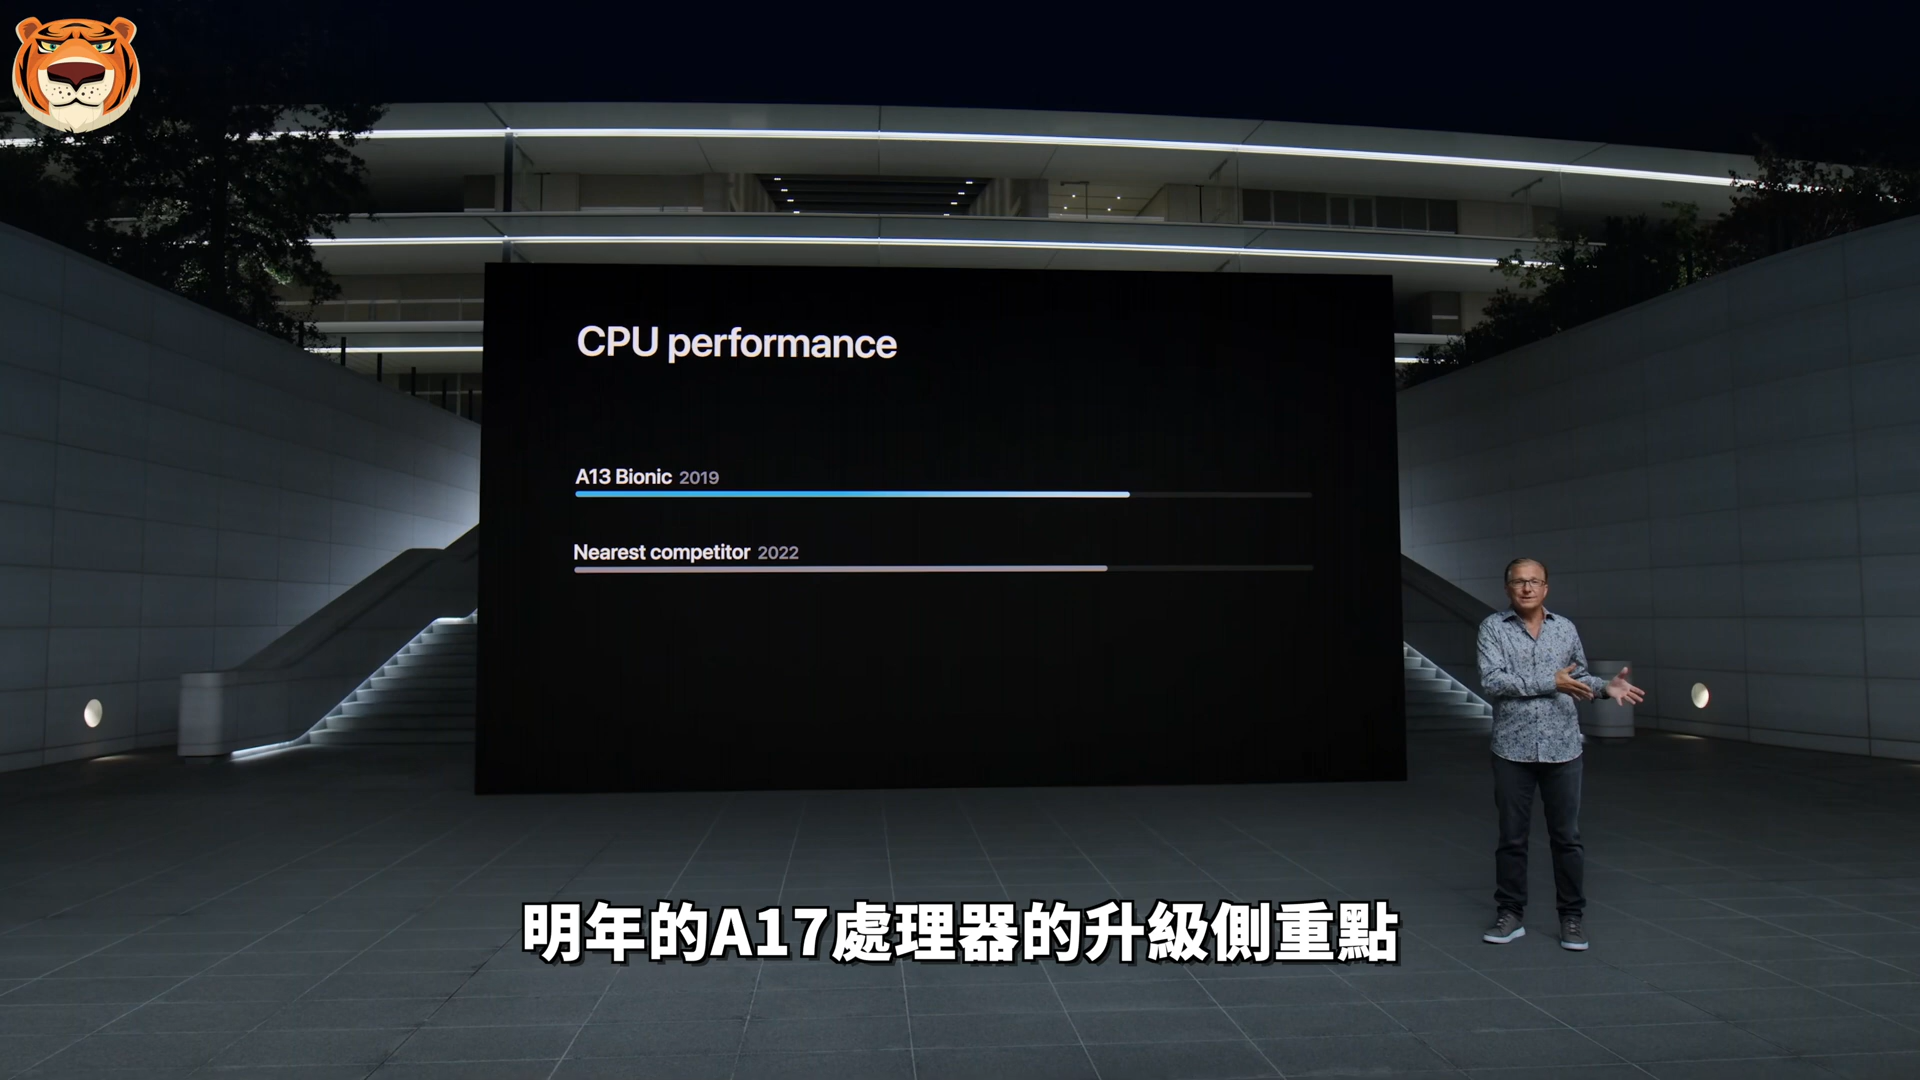 CPU performance
A13 Bionic 2019
Nearest competitor 2022
明年的A17處理器的升級側重點